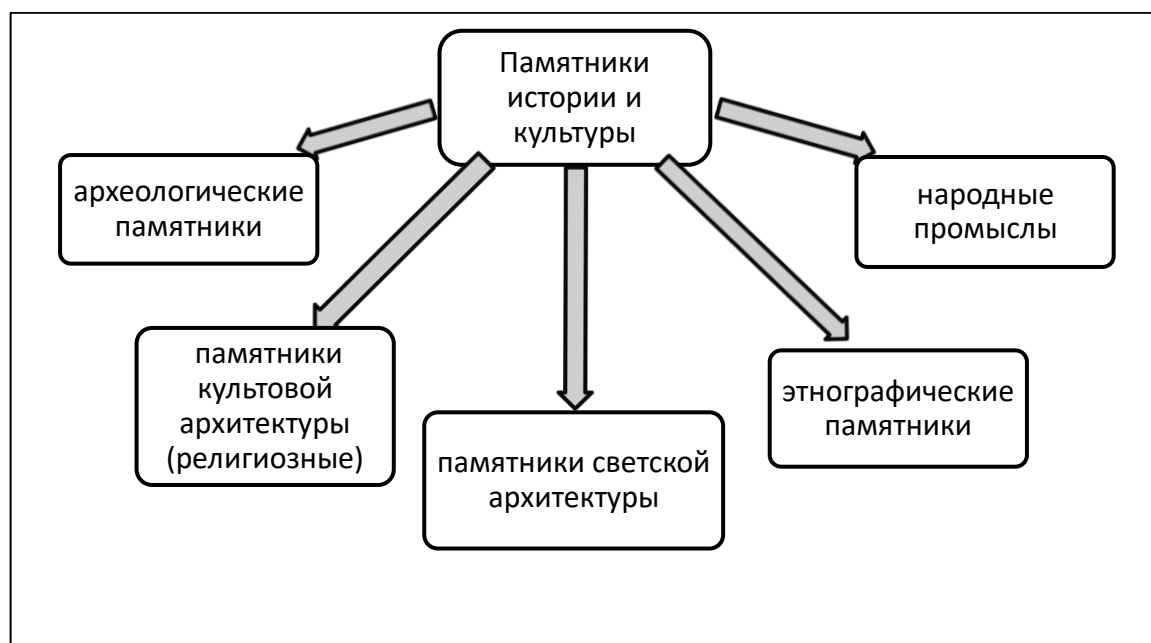 Памятники
истории и
культуры
археологические
памятники
народные
промыслы
памятники
культовой
архитектуры
(религиозные)
памятники светской
архитектуры
этнографические
памятники